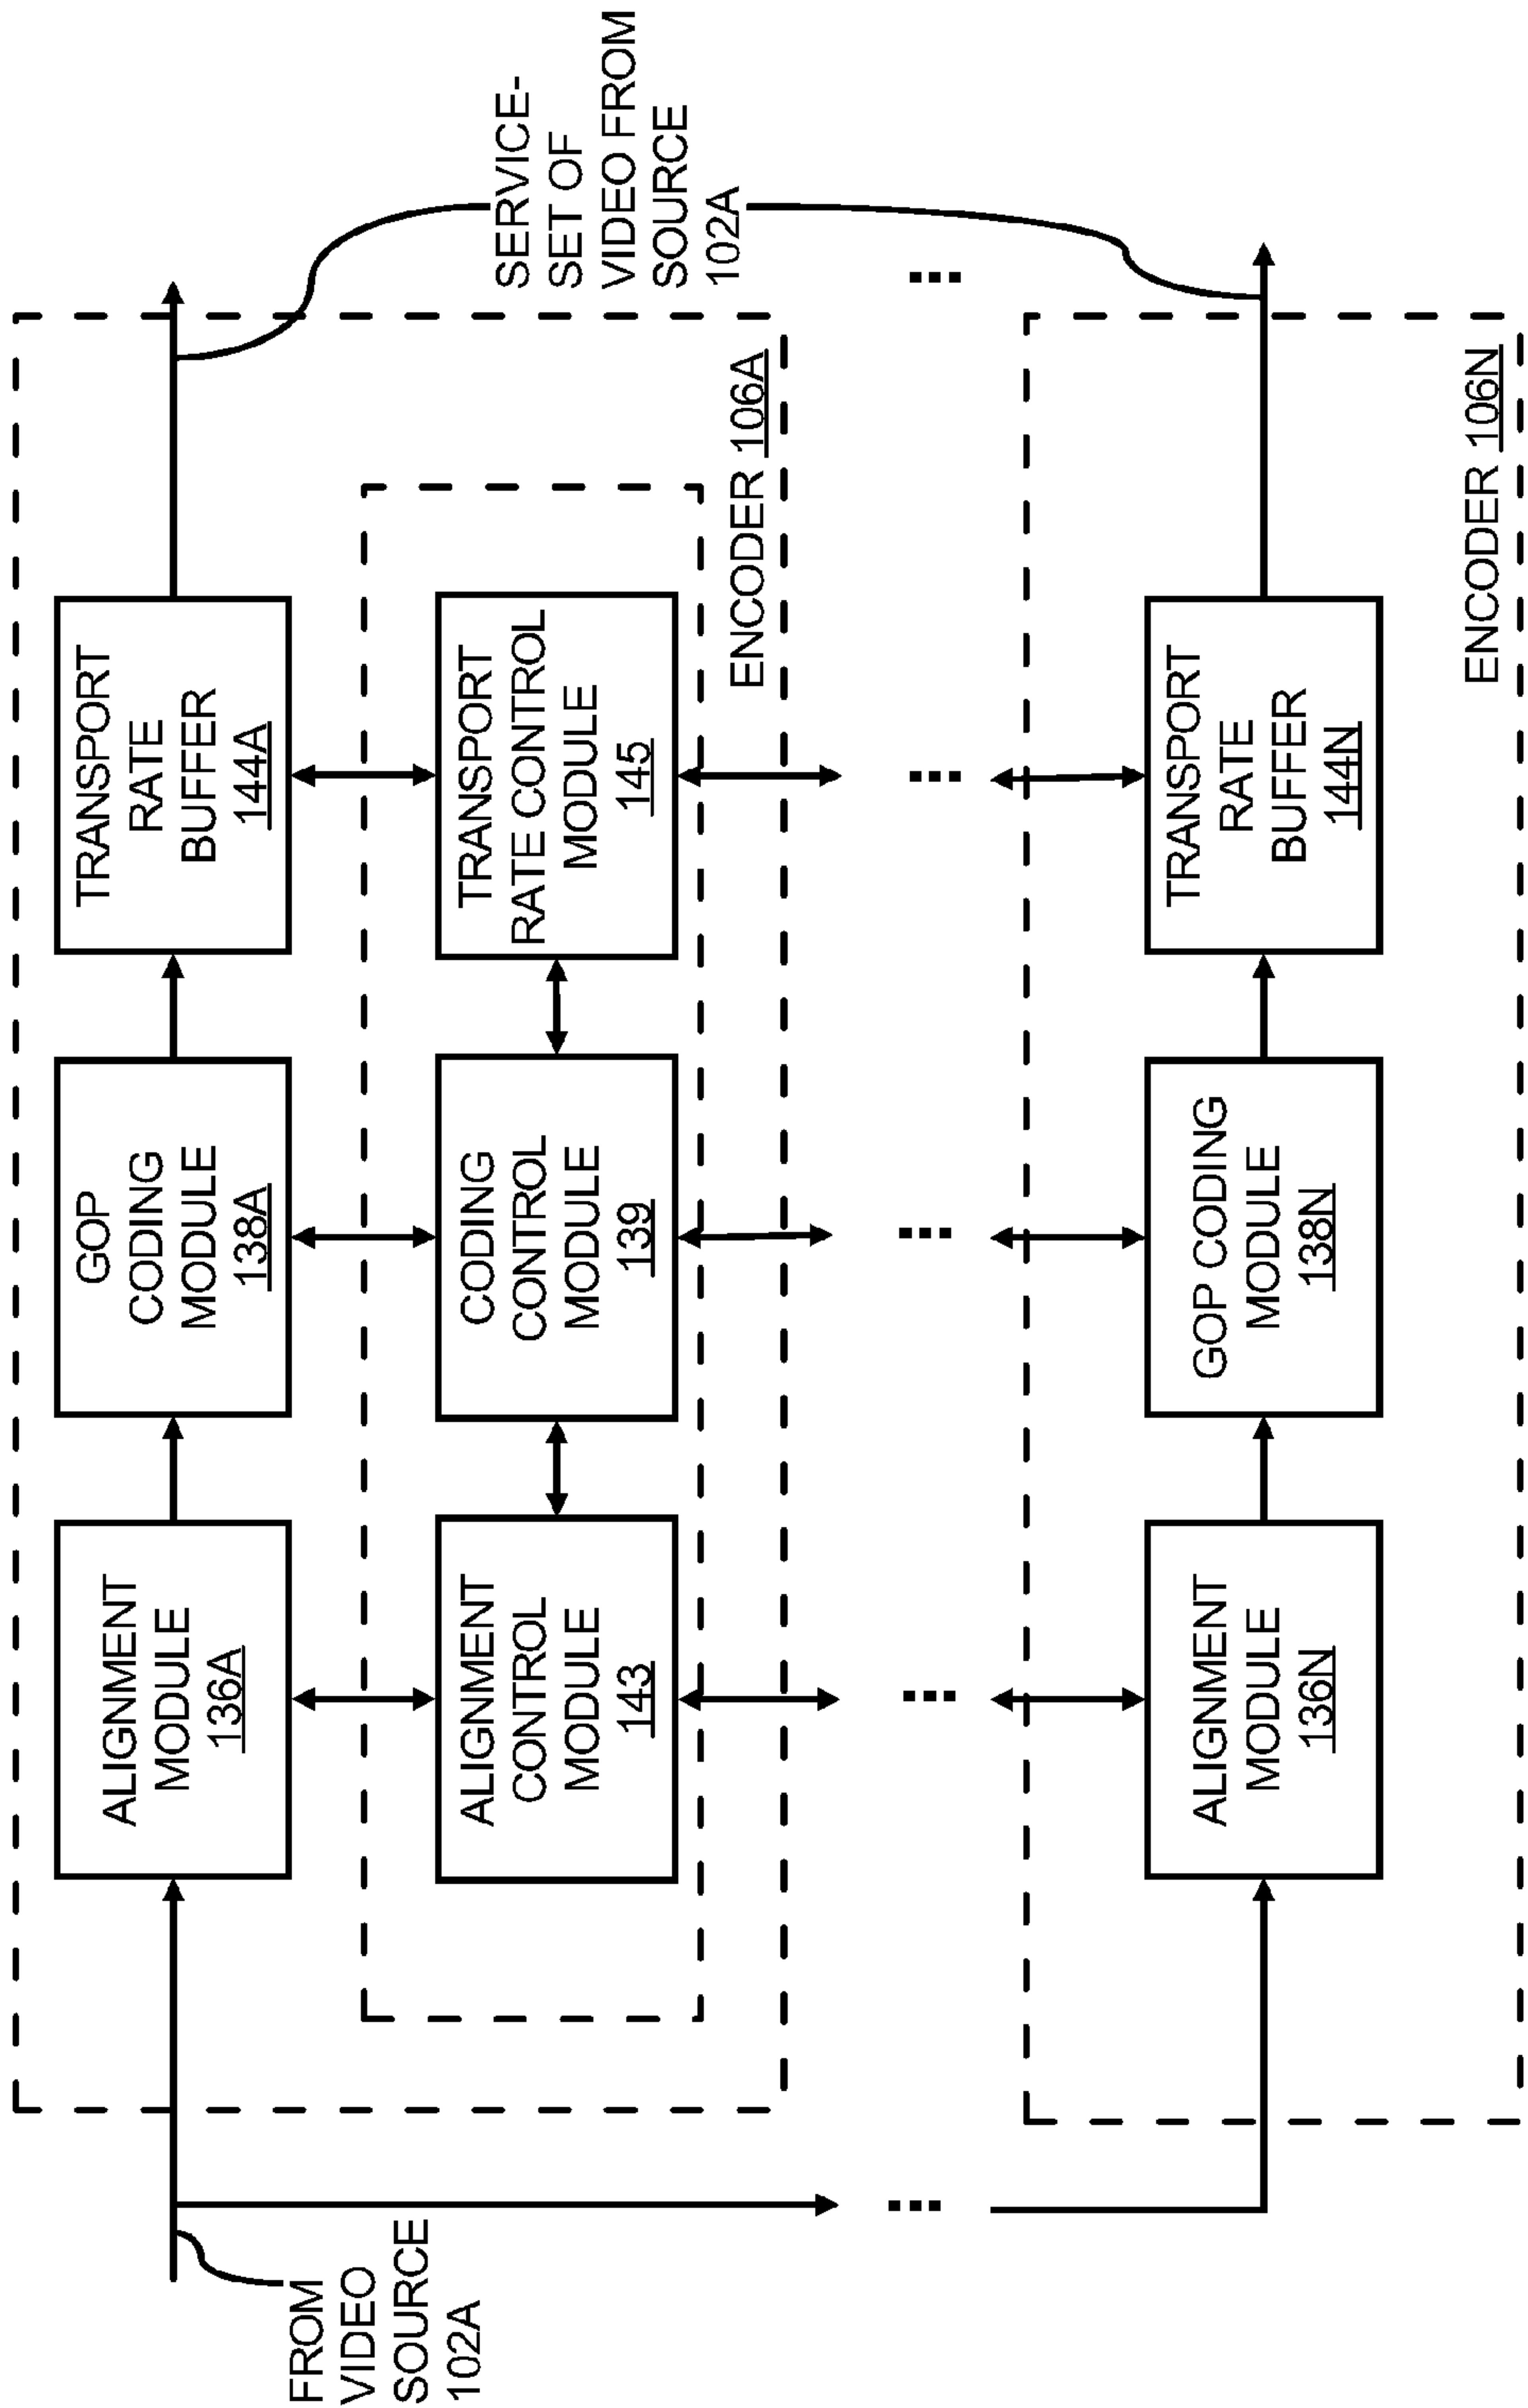 FROM
VIDEO
SOURCE
102A
ALIGNMENT
MODULE
136A
GOP
CODING
MODULE
138A
TRANSPORT
RATE
BUFFER
144A
ALIGNMENT
CONTROL
MODULE
143
CODING
CONTROL
MODULE
139
TRANSPORT
RATE CONTROL
MODULE
145
ENCODER 106A
SERVICE-
SET OF
VIDEO FROM
SOURCE
102A
ALIGNMENT
MODULE
136N
GOP CODING
MODULE
138N
TRANSPORT
RATE
BUFFER
144N
ENCODER 106N